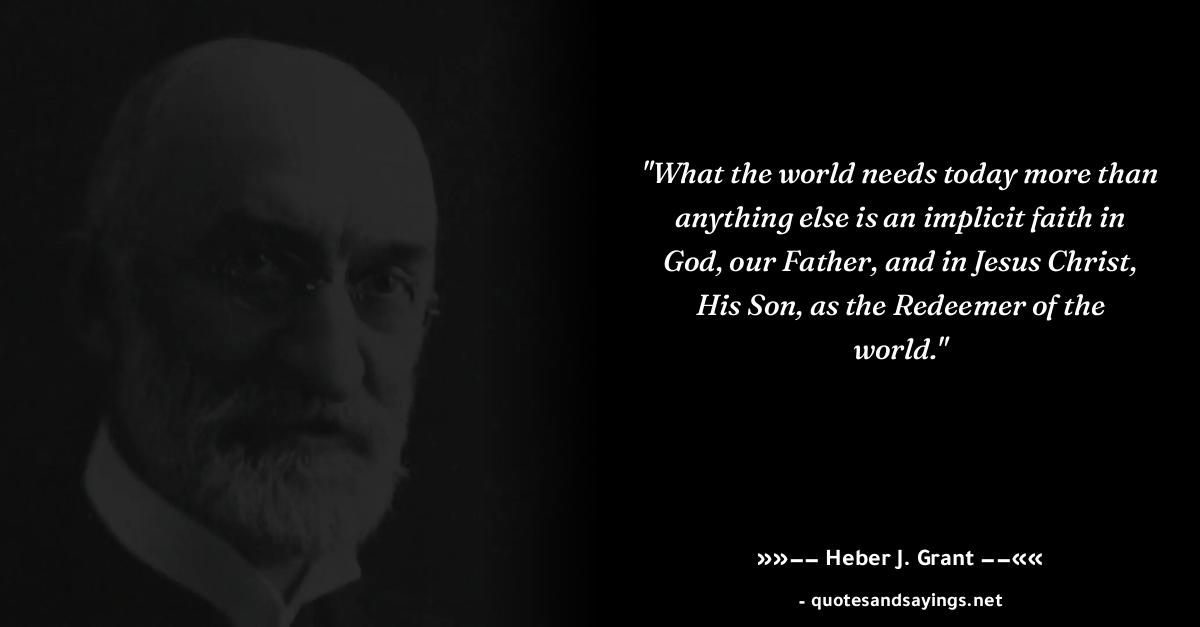 "What the world needs today more than
anything else is an implicit faith in
God, our Father, and in Jesus Christ,
His Son, as the Redeemer of the
world."
»»−− Heber J. Grant −−««
- quotesandsayings.net